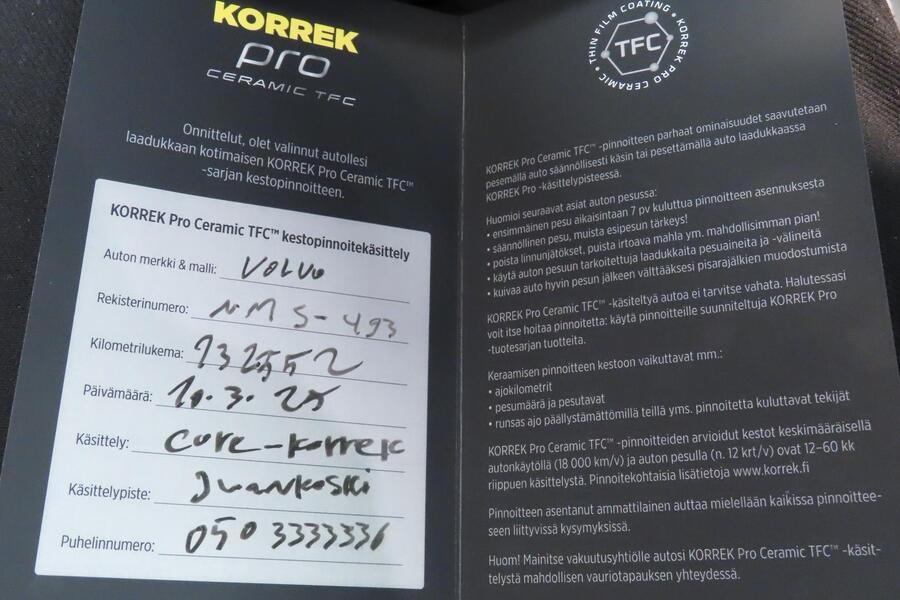 KORREK
pro
CERAMIC TFC
Onnittelut, olet valinnut autollesi
laadukkaan kotimaisen KORREK Pro Ceramic TFC™
-sarjan kestopinnoitteen.
KORREK Pro Ceramic TFC™ kestopinnoitekäsittely
Auton merkki & malli: VOLVO
Rekisterinumero: NMS-493
Kilometrilukema: 232552
Päivämäärä: 10.3.25
Käsittely: Core-Korrek
Käsittelypiste: Juankoski
Puhelinnumero: 050 3333336
THIN FILM COATING • KORREK PRO CERAMIC •
TFC
KORREK Pro Ceramic TFC™ -pinnoitteen parhaat ominaisuudet saavutetaan
pesemällä auto säännöllisesti käsin tai pesettämällä auto laadukkaassa
KORREK Pro -käsittelypisteessä.
Huomioi seuraavat asiat auton pesussa:
• ensimmäinen pesu aikaisintaan 7 pv kuluttua pinnoitteen asennuksesta
• säännöllinen pesu, muista esipesun tärkeys!
• poista linnunjätökset, puista irtoava mahla ym. mahdollisimman pian!
• käytä auton pesuun tarkoitettuja laadukkaita pesuaineita ja -välineitä
• kuivaa auto hyvin pesun jälkeen välttääksesi pisarajälkien muodostumista
KORREK Pro Ceramic TFC™ -käsiteltyä autoa ei tarvitse vahata. Halutessasi
voit itse hoitaa pinnoitetta: käytä pinnoitteille suunniteltuja KORREK Pro
-tuotesarjan tuotteita.
Keraamisen pinnoitteen kestoon vaikuttavat mm.:
• ajokilometrit
• pesumäärä ja pesutavat
• runsas ajo päällystämättömillä teillä yms. pinnoitetta kuluttavat tekijät
KORREK Pro Ceramic TFC™ -pinnoitteiden arvioidut kestot keskimääräisellä
autonkäytöllä (18 000 km/v) ja auton pesulla (n. 12 krt/v) ovat 12–60 kk
riippuen käsittelystä. Pinnoitekohtaisia lisätietoja www.korrek.fi
Pinnoitteen asentanut ammattilainen auttaa mielellään kaikissa pinnoittee-
seen liittyvissä kysymyksissä.
Huom! Mainitse vakuutusyhtiölle autosi KORREK Pro Ceramic TFC™ -käsit-
telystä mahdollisen vauriotapauksen yhteydessä.